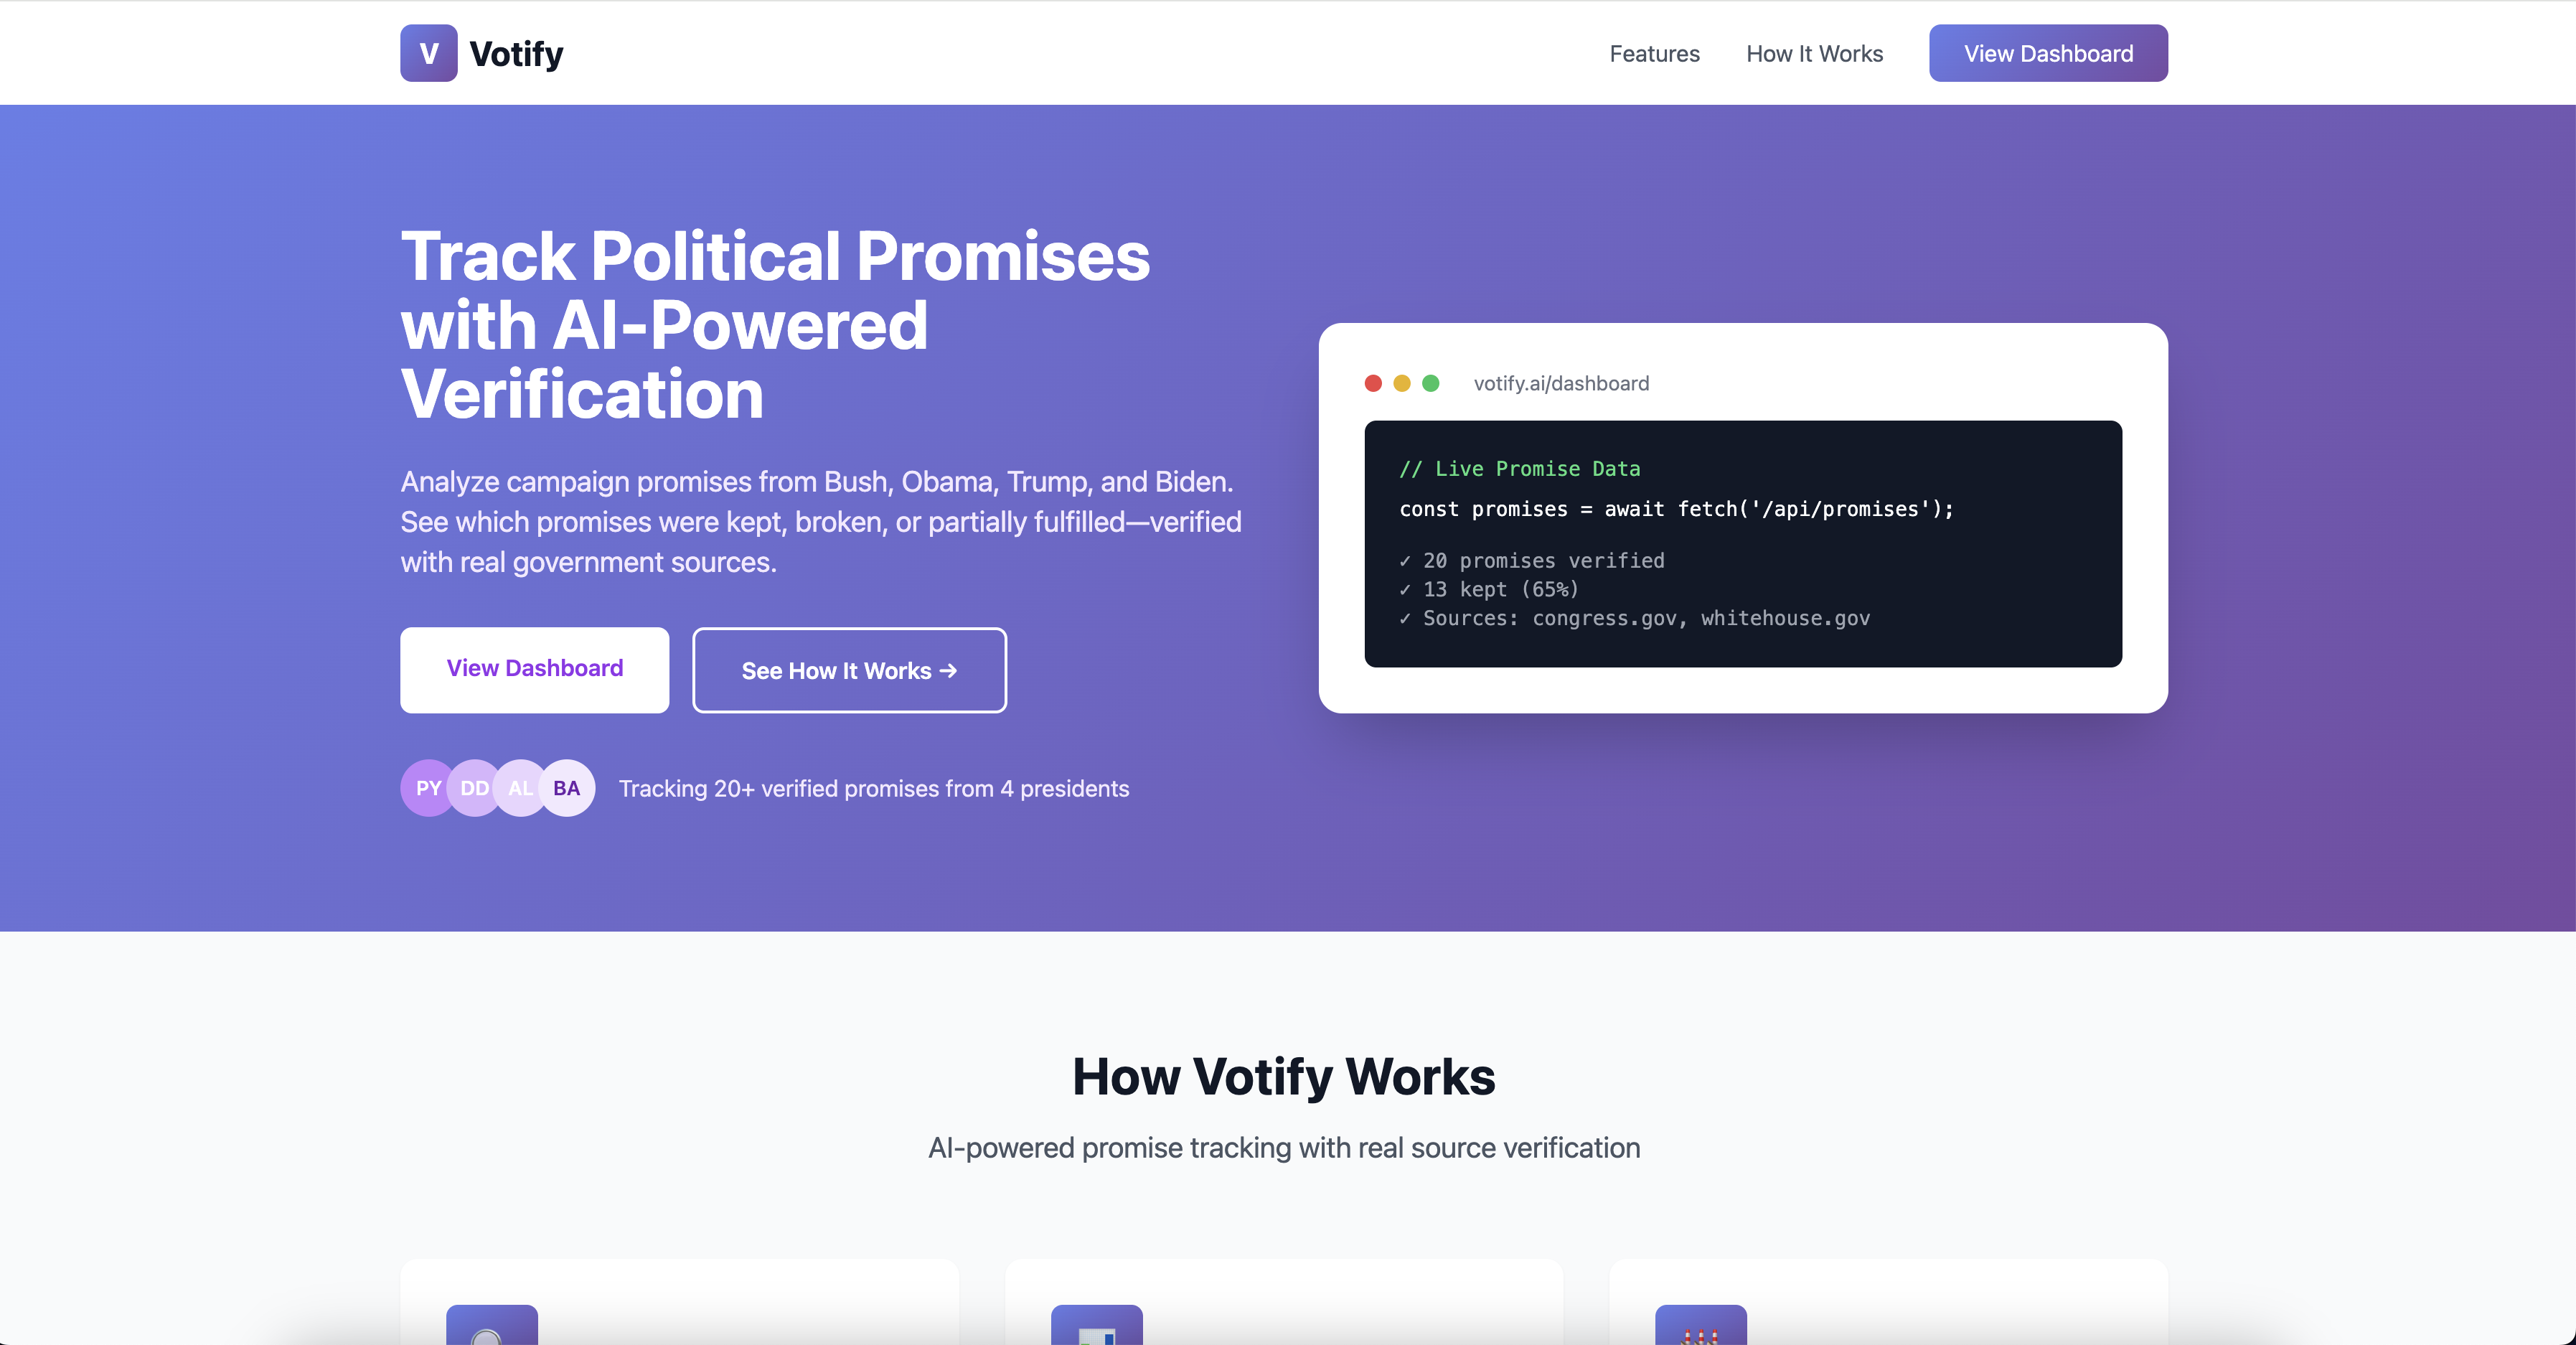 V Votify
Features How It Works View Dashboard
Track Political Promises
with AI-Powered
Verification
Analyze campaign promises from Bush, Obama, Trump, and Biden.
See which promises were kept, broken, or partially fulfilled—verified
with real government sources.
View Dashboard See How It Works →
PY DD AL BA Tracking 20+ verified promises from 4 presidents
votify.ai/dashboard
// Live Promise Data
const promises = await fetch('/api/promises');
✓ 20 promises verified
✓ 13 kept (65%)
✓ Sources: congress.gov, whitehouse.gov
How Votify Works
AI-powered promise tracking with real source verification